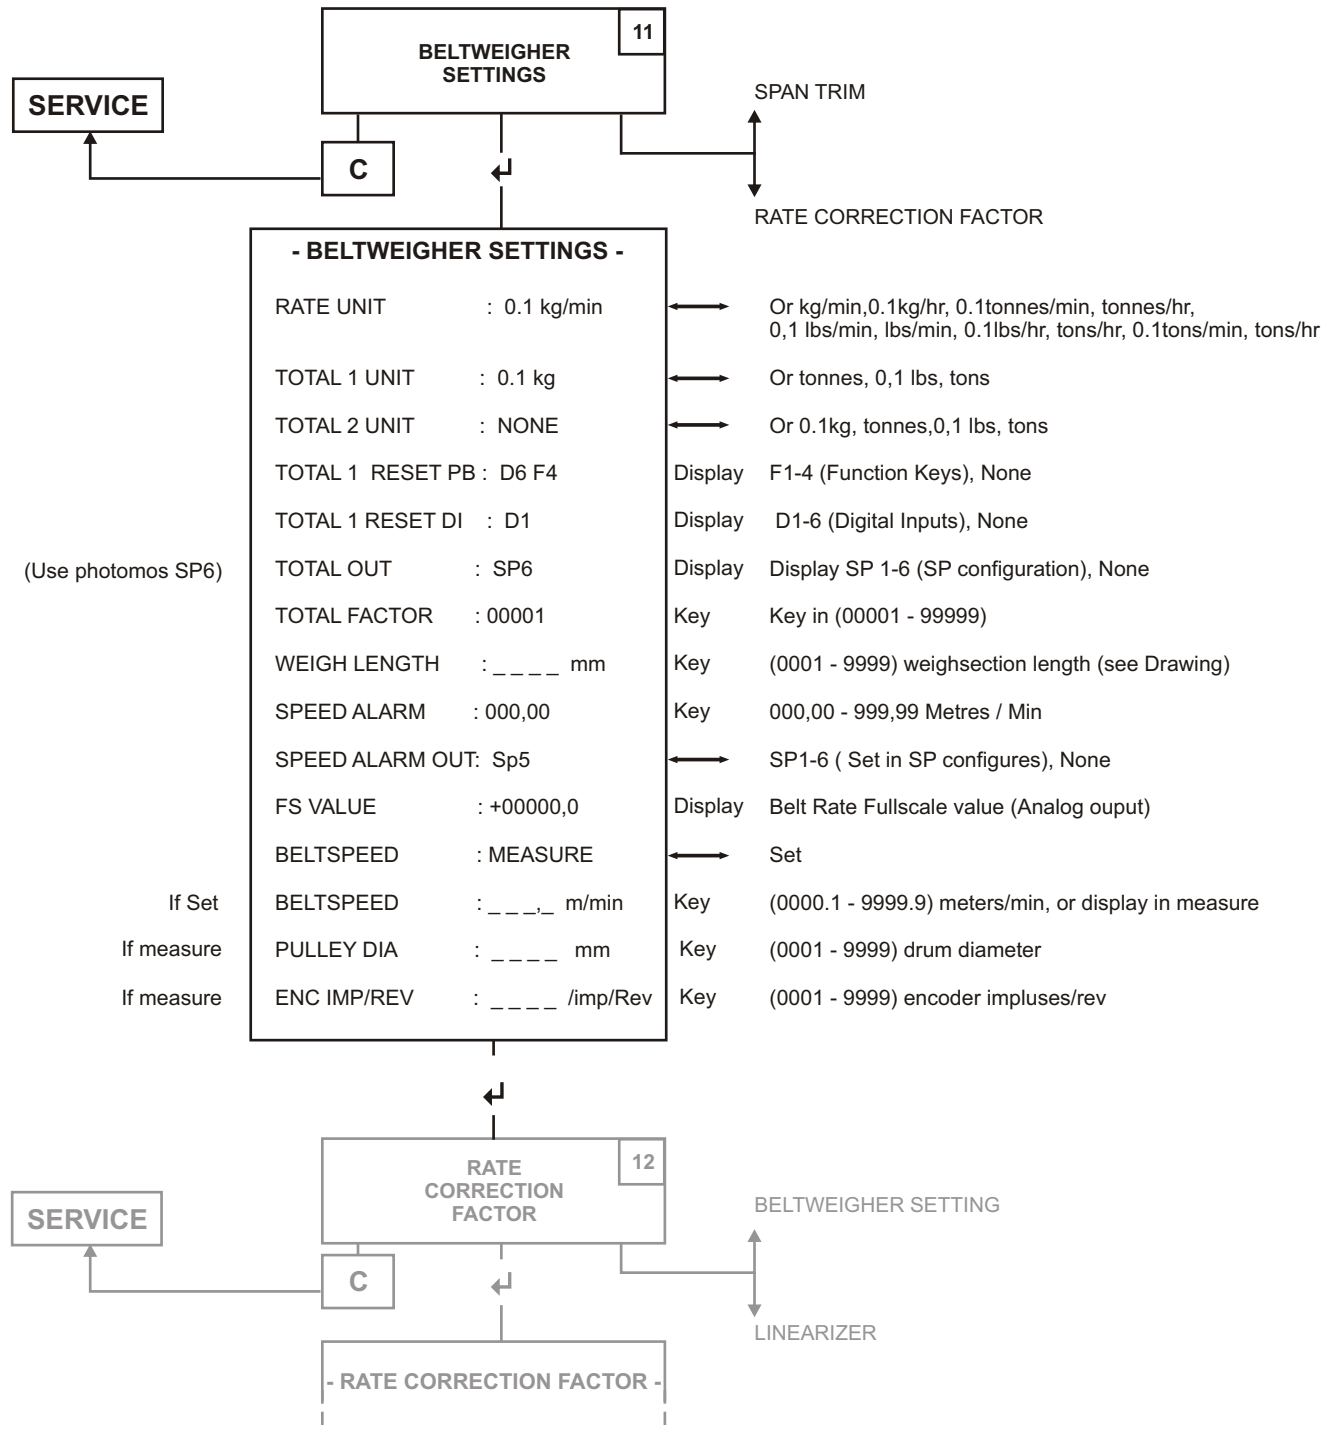 11
BELTWEIGHER
SETTINGS
SERVICE
SPAN TRIM
C
RATE CORRECTION FACTOR
- BELTWEIGHER SETTINGS -
RATE UNIT : 0.1 kg/min Or kg/min,0.1kg/hr, 0.1tonnes/min, tonnes/hr,
0,1 lbs/min, lbs/min, 0.1lbs/hr, tons/hr, 0.1tons/min, tons/hr
TOTAL 1 UNIT : 0.1 kg Or tonnes, 0,1 lbs, tons
TOTAL 2 UNIT : NONE Or 0.1kg, tonnes,0,1 lbs, tons
TOTAL 1 RESET PB : D6 F4 Display F1-4 (Function Keys), None
TOTAL 1 RESET DI : D1 Display D1-6 (Digital Inputs), None
(Use photomos SP6) TOTAL OUT : SP6 Display Display SP 1-6 (SP configuration), None
TOTAL FACTOR : 00001 Key Key in (00001 - 99999)
WEIGH LENGTH : _ _ _ _ mm Key (0001 - 9999) weighsection length (see Drawing)
SPEED ALARM : 000,00 Key 000,00 - 999,99 Metres / Min
SPEED ALARM OUT: Sp5 SP1-6 ( Set in SP configures), None
FS VALUE : +00000,0 Display Belt Rate Fullscale value (Analog ouput)
BELTSPEED : MEASURE Set
If Set BELTSPEED : _ _ _,_ m/min Key (0000.1 - 9999.9) meters/min, or display in measure
If measure PULLEY DIA : _ _ _ _ mm Key (0001 - 9999) drum diameter
If measure ENC IMP/REV : _ _ _ _ /imp/Rev Key (0001 - 9999) encoder impluses/rev
12
RATE
CORRECTION
FACTOR
SERVICE
BELTWEIGHER SETTING
C
LINEARIZER
- RATE CORRECTION FACTOR -